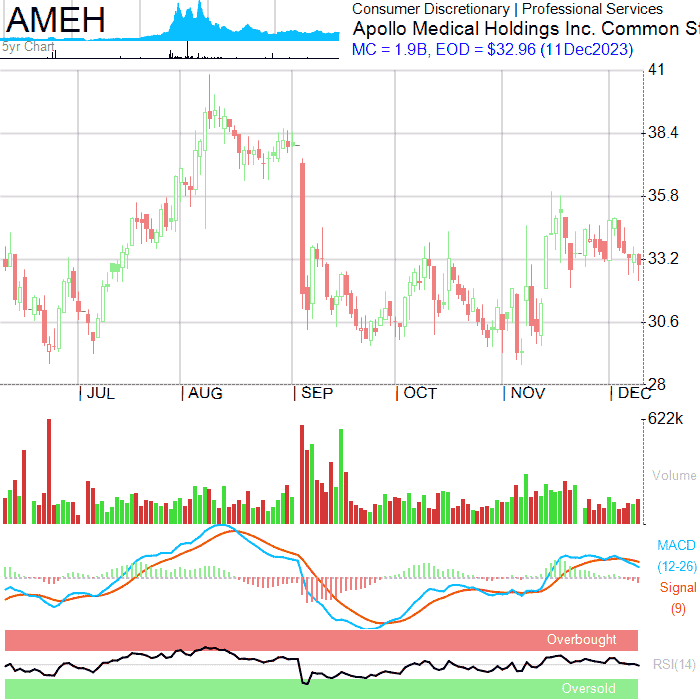 AMEH
5yr Chart
Consumer Discretionary | Professional Services
Apollo Medical Holdings Inc. Common St
MC = 1.9B, EOD = $32.96 (11Dec2023)
41
38.4
35.8
33.2
30.6
28
| JUL | AUG | SEP | OCT | NOV | DEC
622k
Volume
MACD
(12-26)
Signal
(9)
Overbought
RSI(14)
Oversold